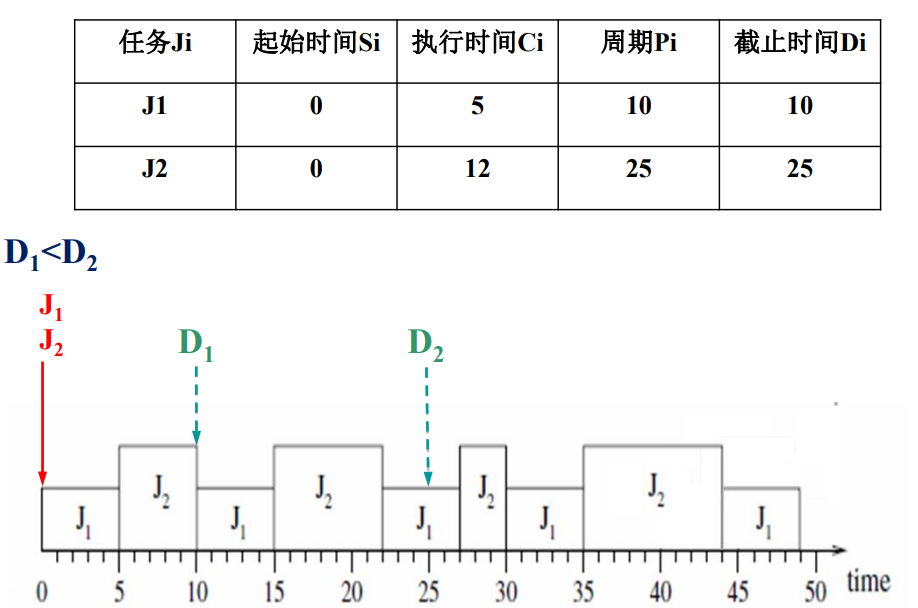 任务Ji 起始时间Si 执行时间Ci 周期Pi 截止时间Di
J1 0 5 10 10
J2 0 12 25 25
D₁<D₂
J₁
J₂ D₁ D₂
J₁ J₂ J₁ J₂ J₁ J₂ J₁ J₂ J₁
0 5 10 15 20 25 30 35 40 45 50 time